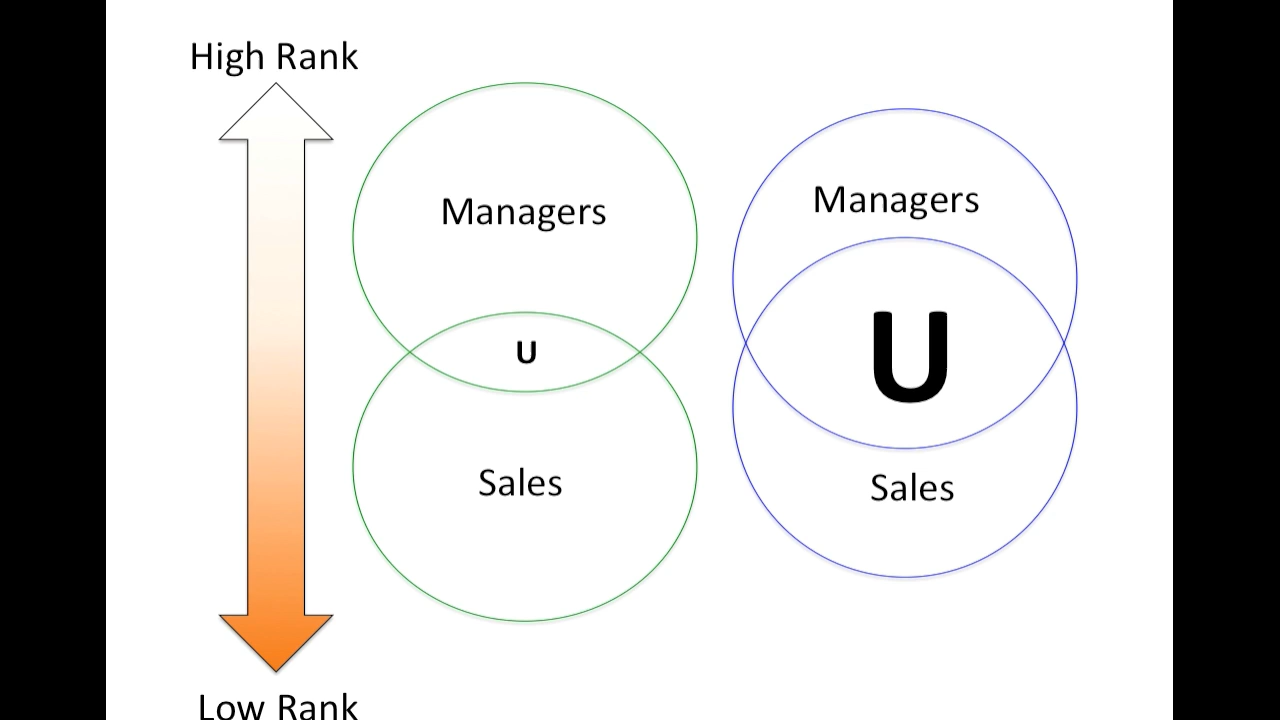 High Rank
Managers
Managers
U
U
Sales
Sales
Low Rank